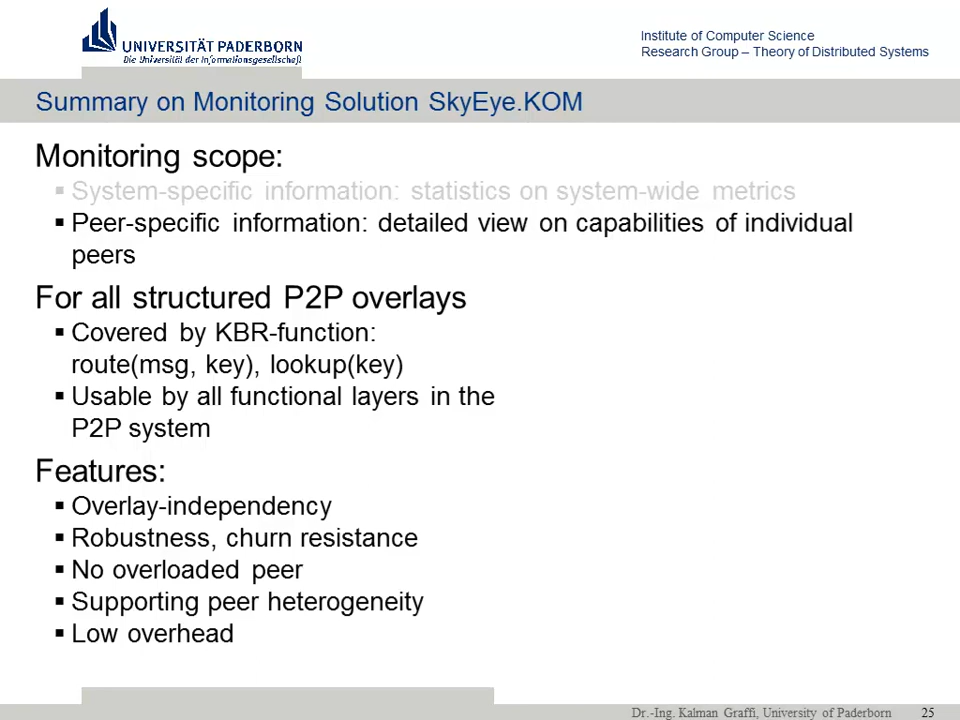 UNIVERSITÄT PADERBORN
Die Universität der Informationsgesellschaft
Institute of Computer Science
Research Group – Theory of Distributed Systems
Summary on Monitoring Solution SkyEye.KOM
Monitoring scope:
▪ System-specific information: statistics on system-wide metrics
▪ Peer-specific information: detailed view on capabilities of individual
peers
For all structured P2P overlays
▪ Covered by KBR-function:
route(msg, key), lookup(key)
▪ Usable by all functional layers in the
P2P system
Features:
▪ Overlay-independency
▪ Robustness, churn resistance
▪ No overloaded peer
▪ Supporting peer heterogeneity
▪ Low overhead
Dr.-Ing. Kalman Graffi, University of Paderborn 25